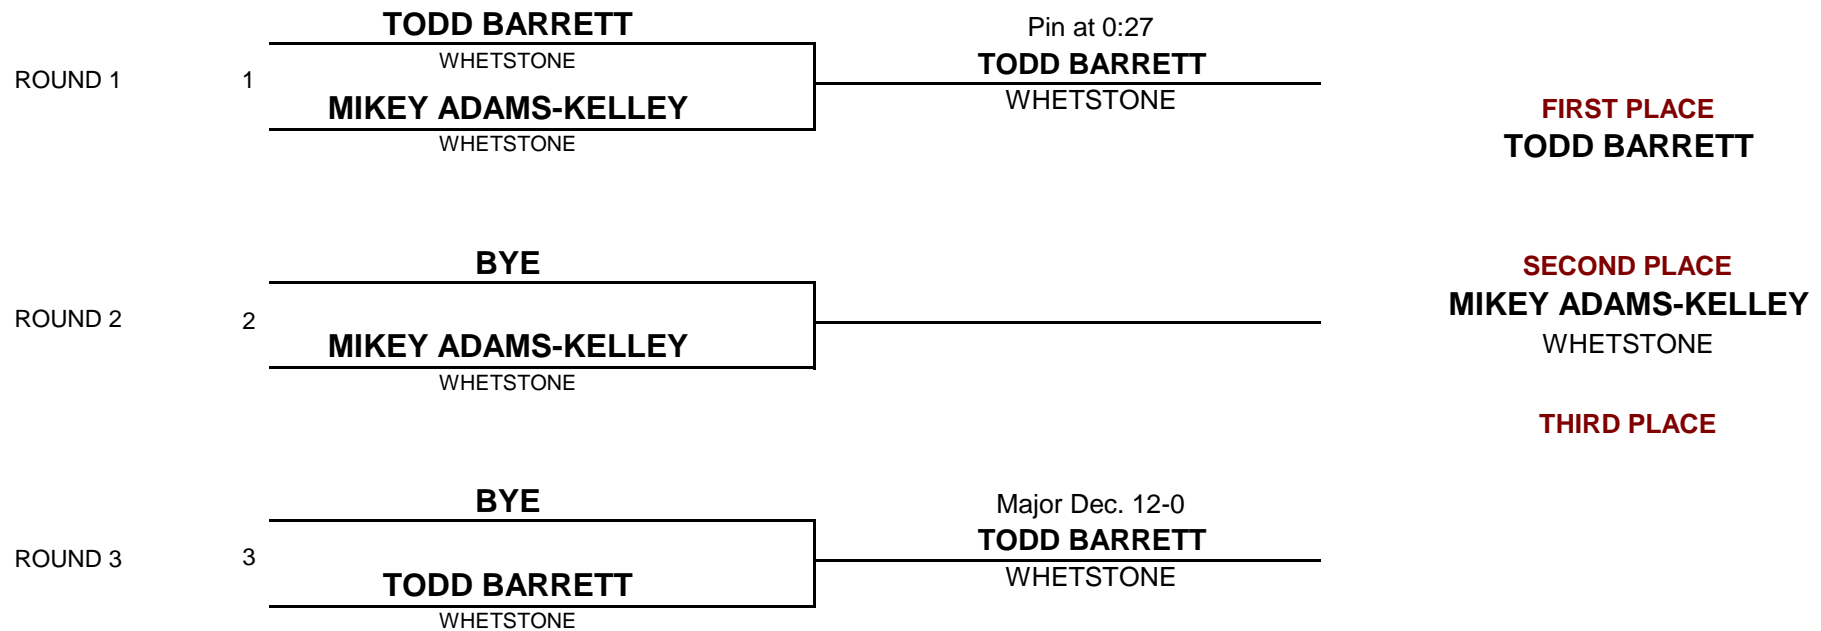 TODD BARRETT
WHETSTONE
ROUND 1
1
MIKEY ADAMS-KELLEY
WHETSTONE
Pin at 0:27
TODD BARRETT
WHETSTONE
FIRST PLACE
TODD BARRETT
BYE
ROUND 2
2
MIKEY ADAMS-KELLEY
WHETSTONE
SECOND PLACE
MIKEY ADAMS-KELLEY
WHETSTONE
THIRD PLACE
BYE
ROUND 3
3
TODD BARRETT
WHETSTONE
Major Dec. 12-0
TODD BARRETT
WHETSTONE